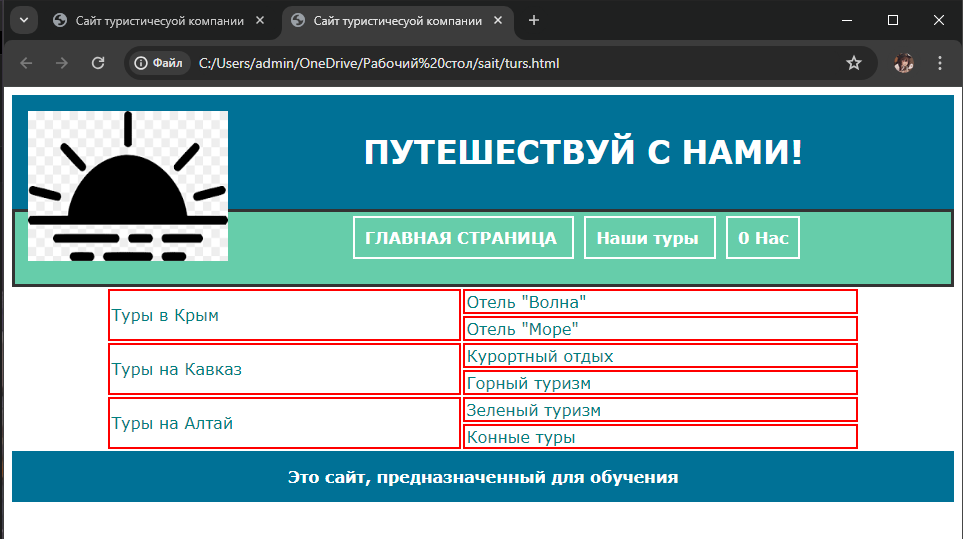 Сайт туристичесуой компании
Сайт туристичесуой компании
Файл
C:/Users/admin/OneDrive/Рабочий%20стол/sait/turs.html
ПУТЕШЕСТВУЙ С НАМИ!
ГЛАВНАЯ СТРАНИЦА Наши туры О Нас
Туры в Крым
Отель "Волна"
Отель "Море"
Туры на Кавказ
Курортный отдых
Горный туризм
Туры на Алтай
Зеленый туризм
Конные туры
Это сайт, предназначенный для обучения